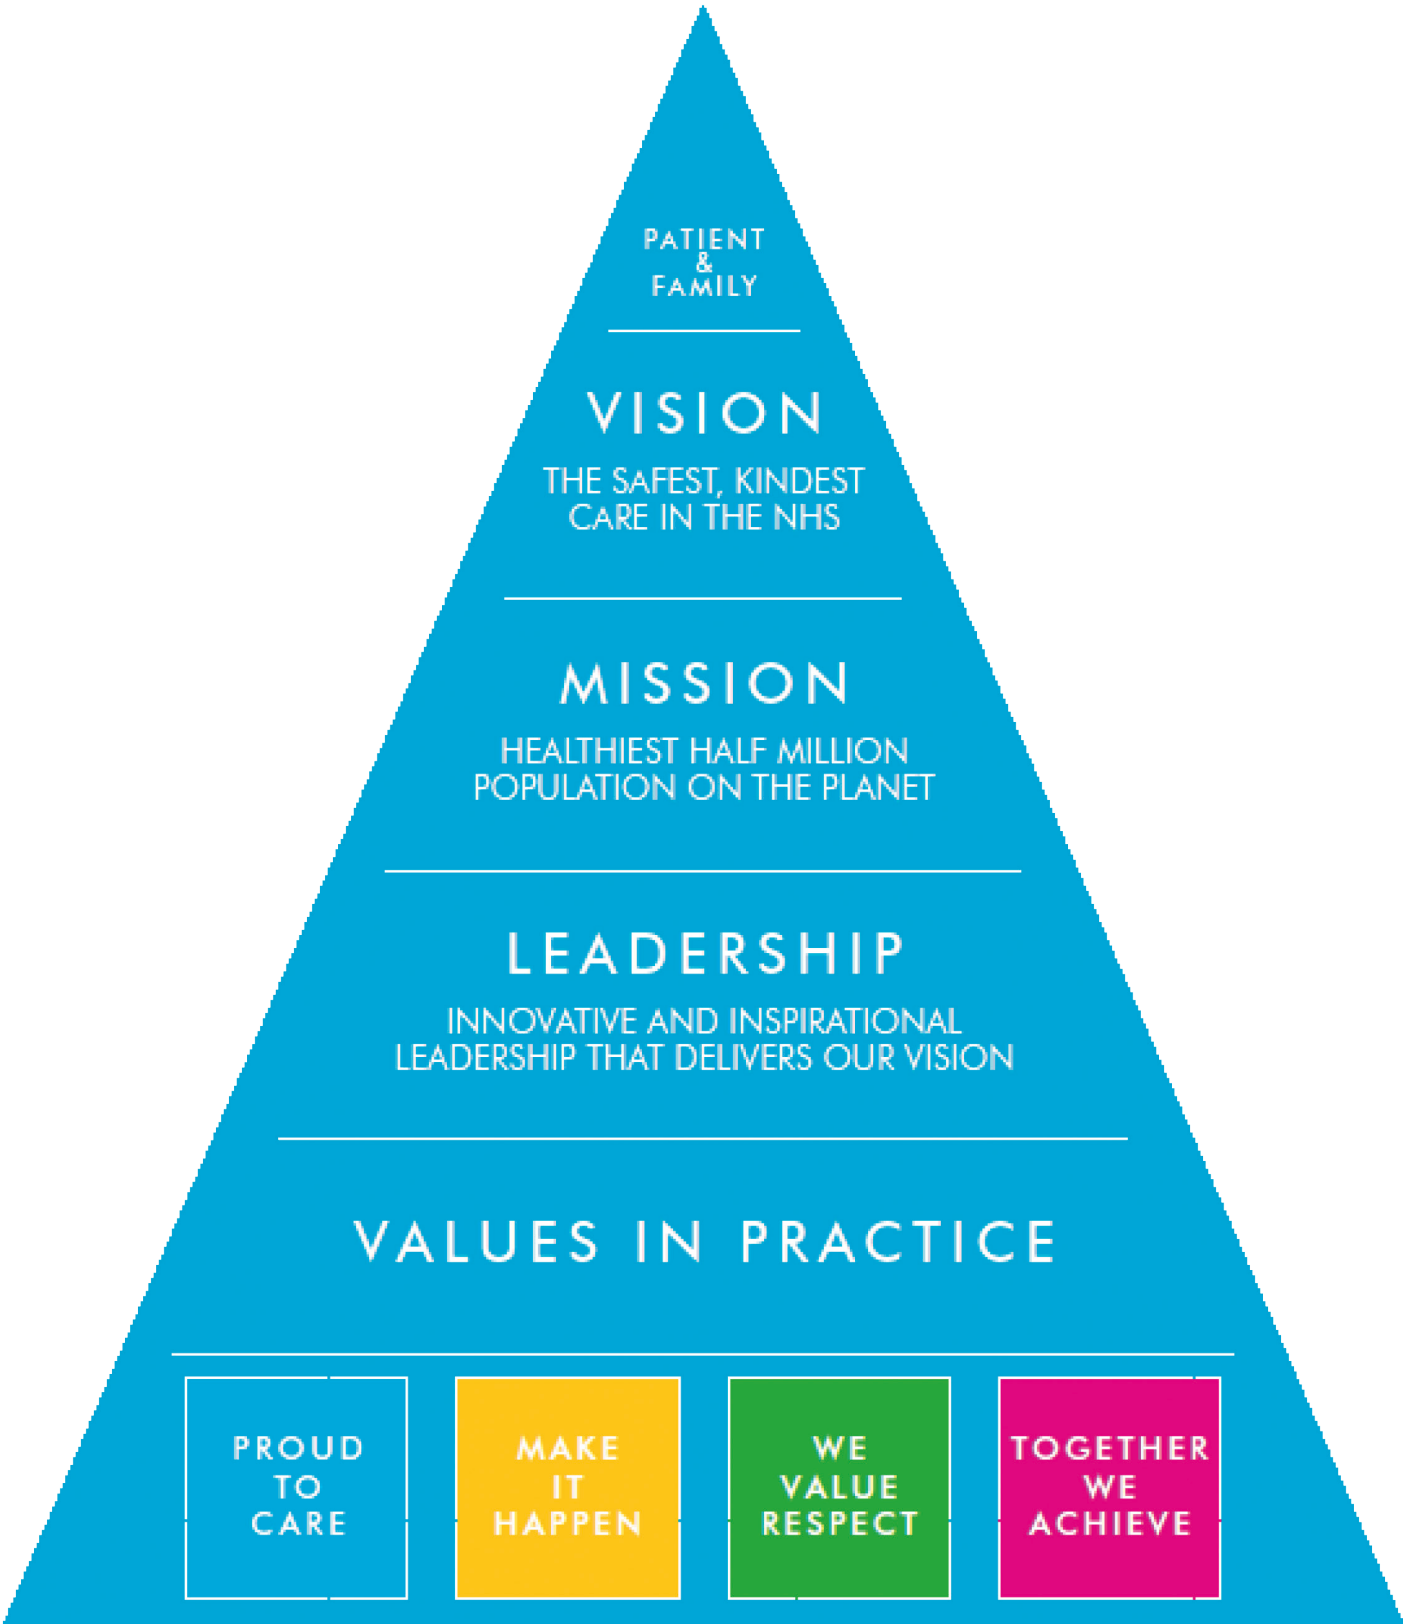 PATIENT
&
FAMILY
VISION
THE SAFEST, KINDEST
CARE IN THE NHS
MISSION
HEALTHIEST HALF MILLION
POPULATION ON THE PLANET
LEADERSHIP
INNOVATIVE AND INSPIRATIONAL
LEADERSHIP THAT DELIVERS OUR VISION
VALUES IN PRACTICE
PROUD
TO
CARE
MAKE
IT
HAPPEN
WE
VALUE
RESPECT
TOGETHER
WE
ACHIEVE